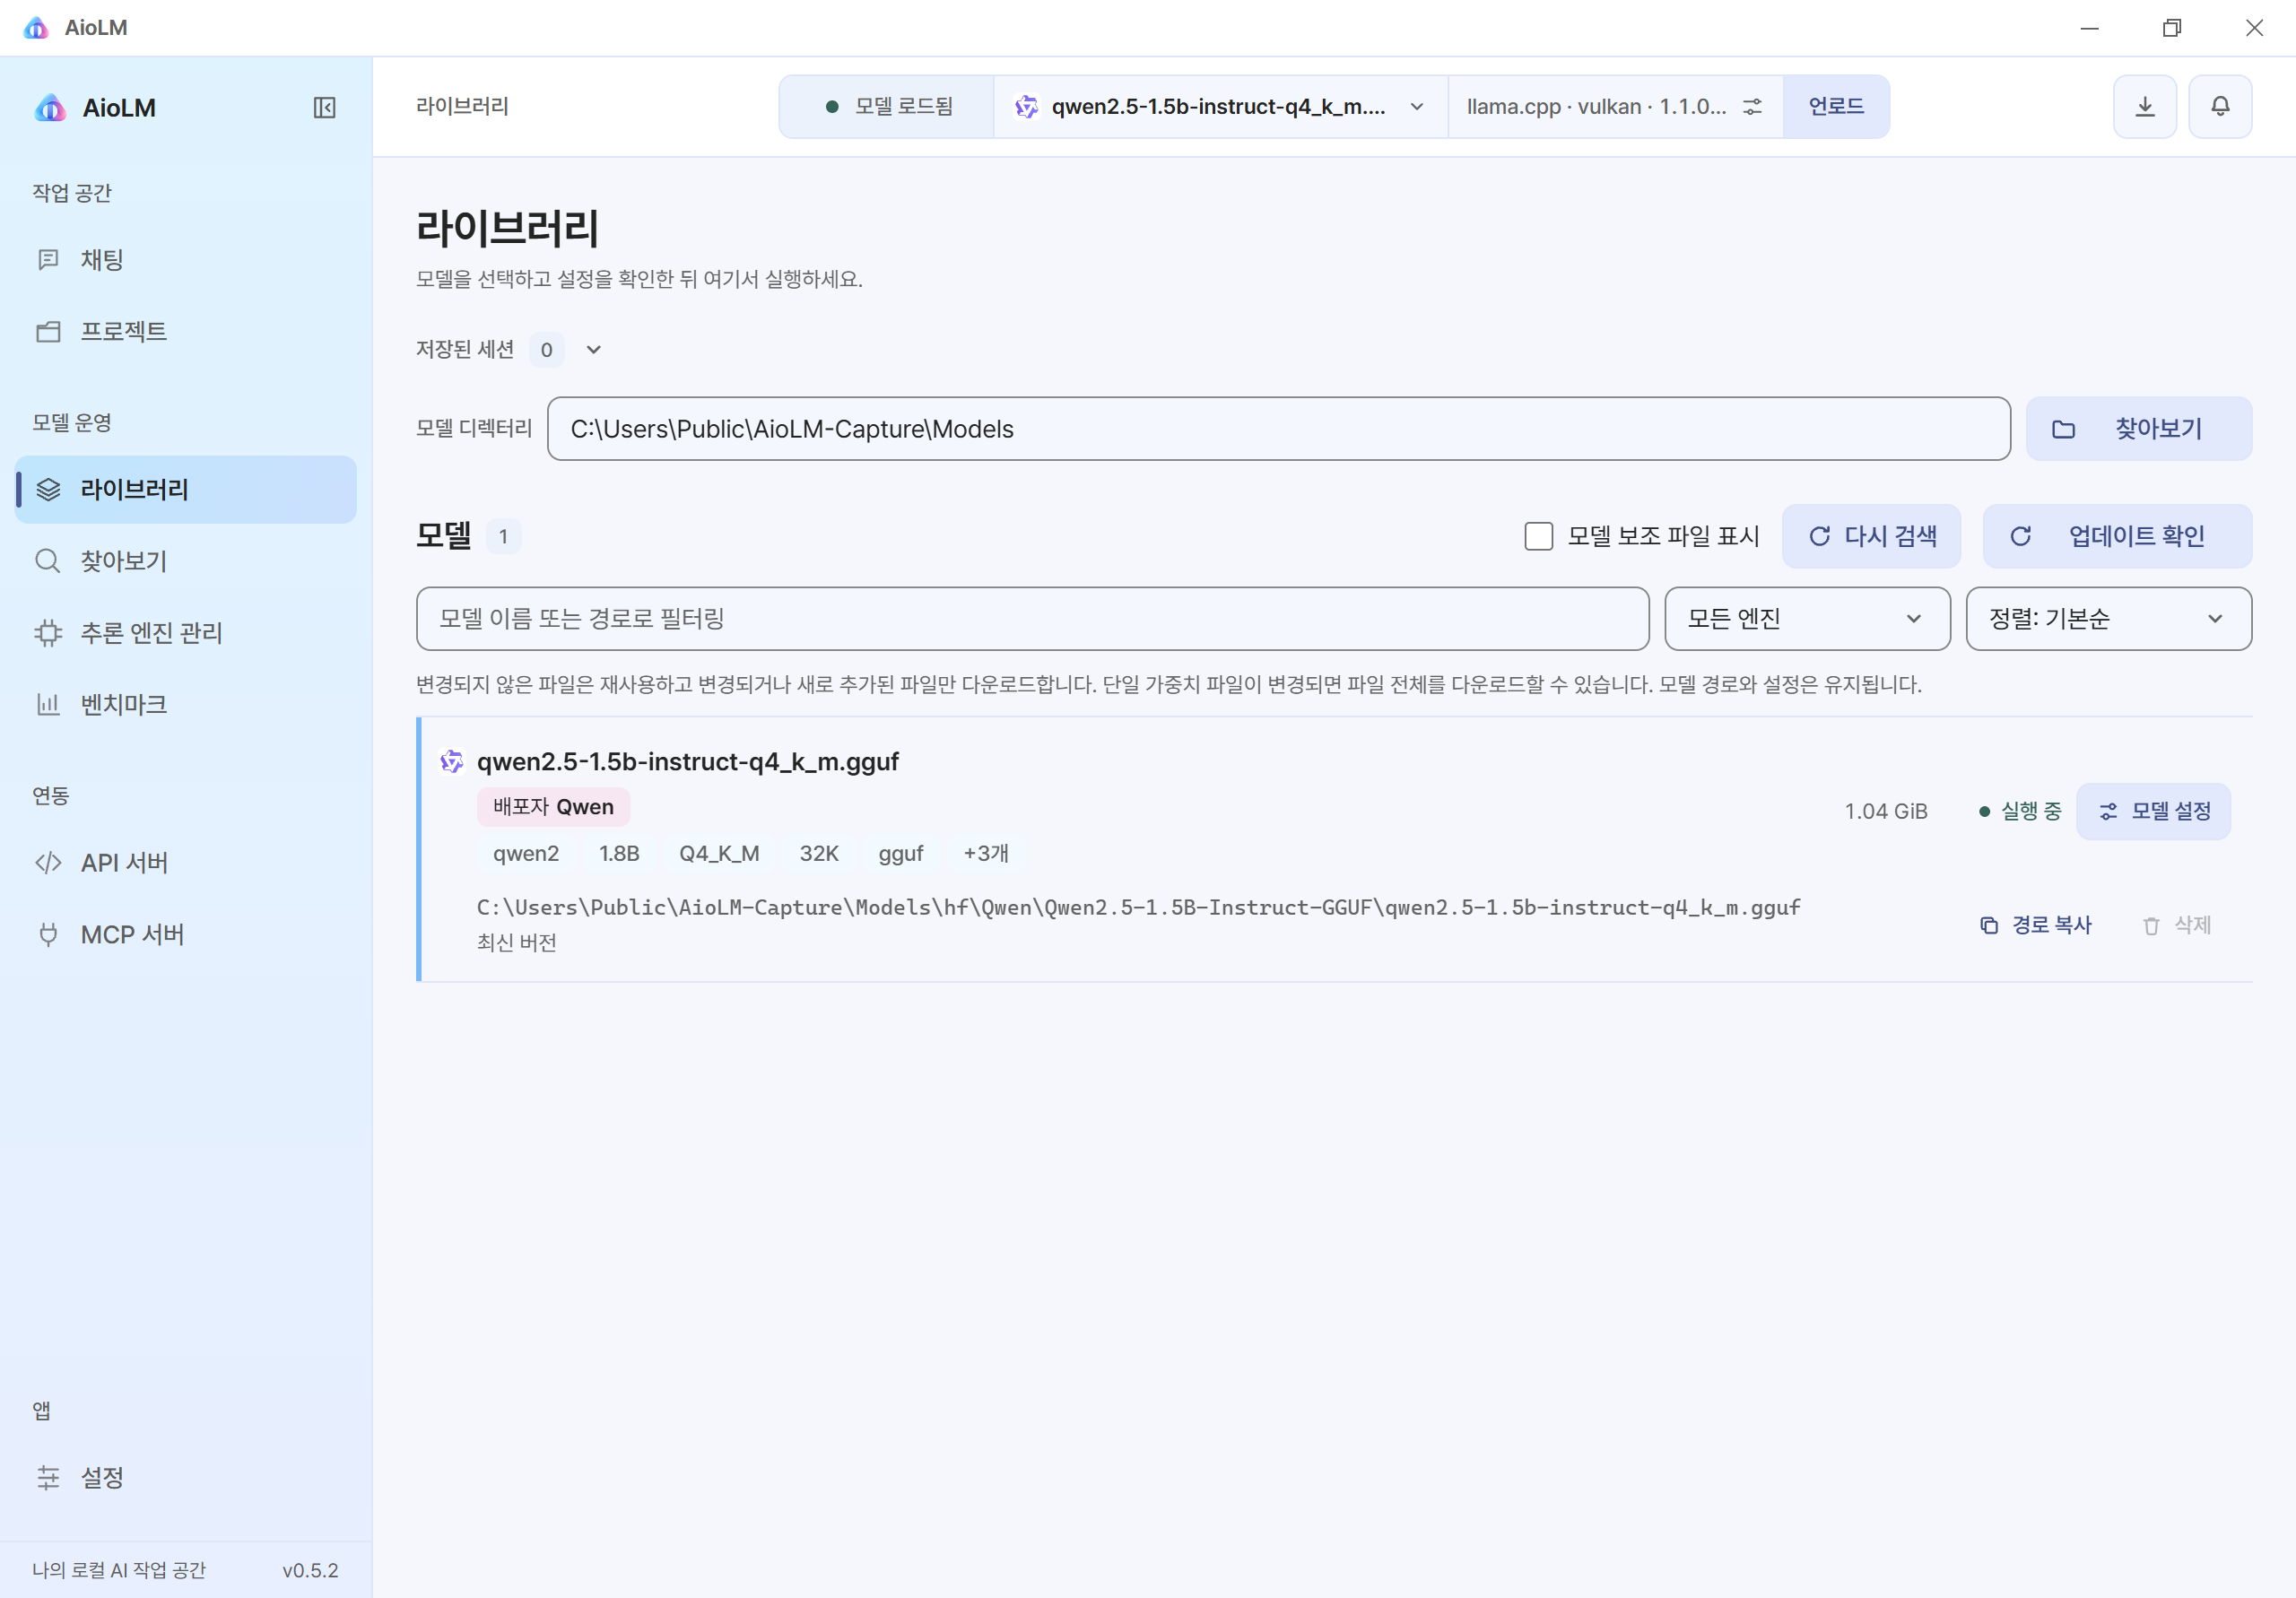 AioLM
AioLM
작업 공간
채팅
프로젝트
모델 운영
라이브러리
찾아보기
추론 엔진 관리
벤치마크
연동
API 서버
MCP 서버
앱
설정
나의 로컬 AI 작업 공간 v0.5.2
라이브러리
모델 로드됨
qwen2.5-1.5b-instruct-q4_k_m....
llama.cpp · vulkan · 1.1.0...
언로드
라이브러리
모델을 선택하고 설정을 확인한 뒤 여기서 실행하세요.
저장된 세션 0
모델 디렉터리 C:\Users\Public\AioLM-Capture\Models 찾아보기
모델 1 모델 보조 파일 표시 다시 검색 업데이트 확인
모델 이름 또는 경로로 필터링 모든 엔진 정렬: 기본순
변경되지 않은 파일은 재사용하고 변경되거나 새로 추가된 파일만 다운로드합니다. 단일 가중치 파일이 변경되면 파일 전체를 다운로드할 수 있습니다. 모델 경로와 설정은 유지됩니다.
qwen2.5-1.5b-instruct-q4_k_m.gguf
배포자 Qwen
1.04 GiB 실행 중 모델 설정
qwen2 1.8B Q4_K_M 32K gguf +3개
C:\Users\Public\AioLM-Capture\Models\hf\Qwen\Qwen2.5-1.5B-Instruct-GGUF\qwen2.5-1.5b-instruct-q4_k_m.gguf
경로 복사 삭제
최신 버전